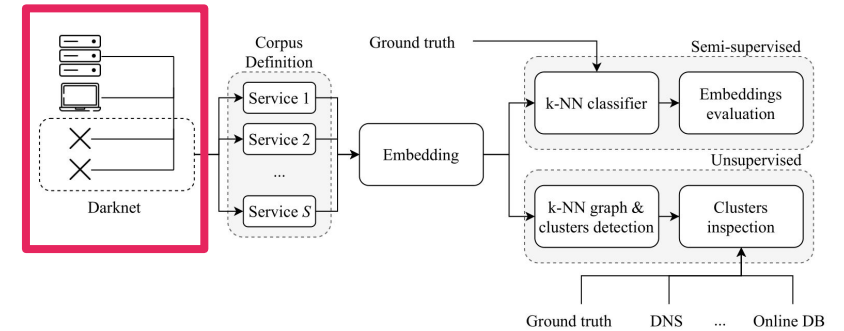 Darknet
Corpus
Definition
Service 1
Service 2
...
Service S
Embedding
Ground truth
Semi-supervised
k-NN classifier
Embeddings
evaluation
Unsupervised
k-NN graph &
clusters detection
Clusters
inspection
Ground truth
DNS
...
Online DB